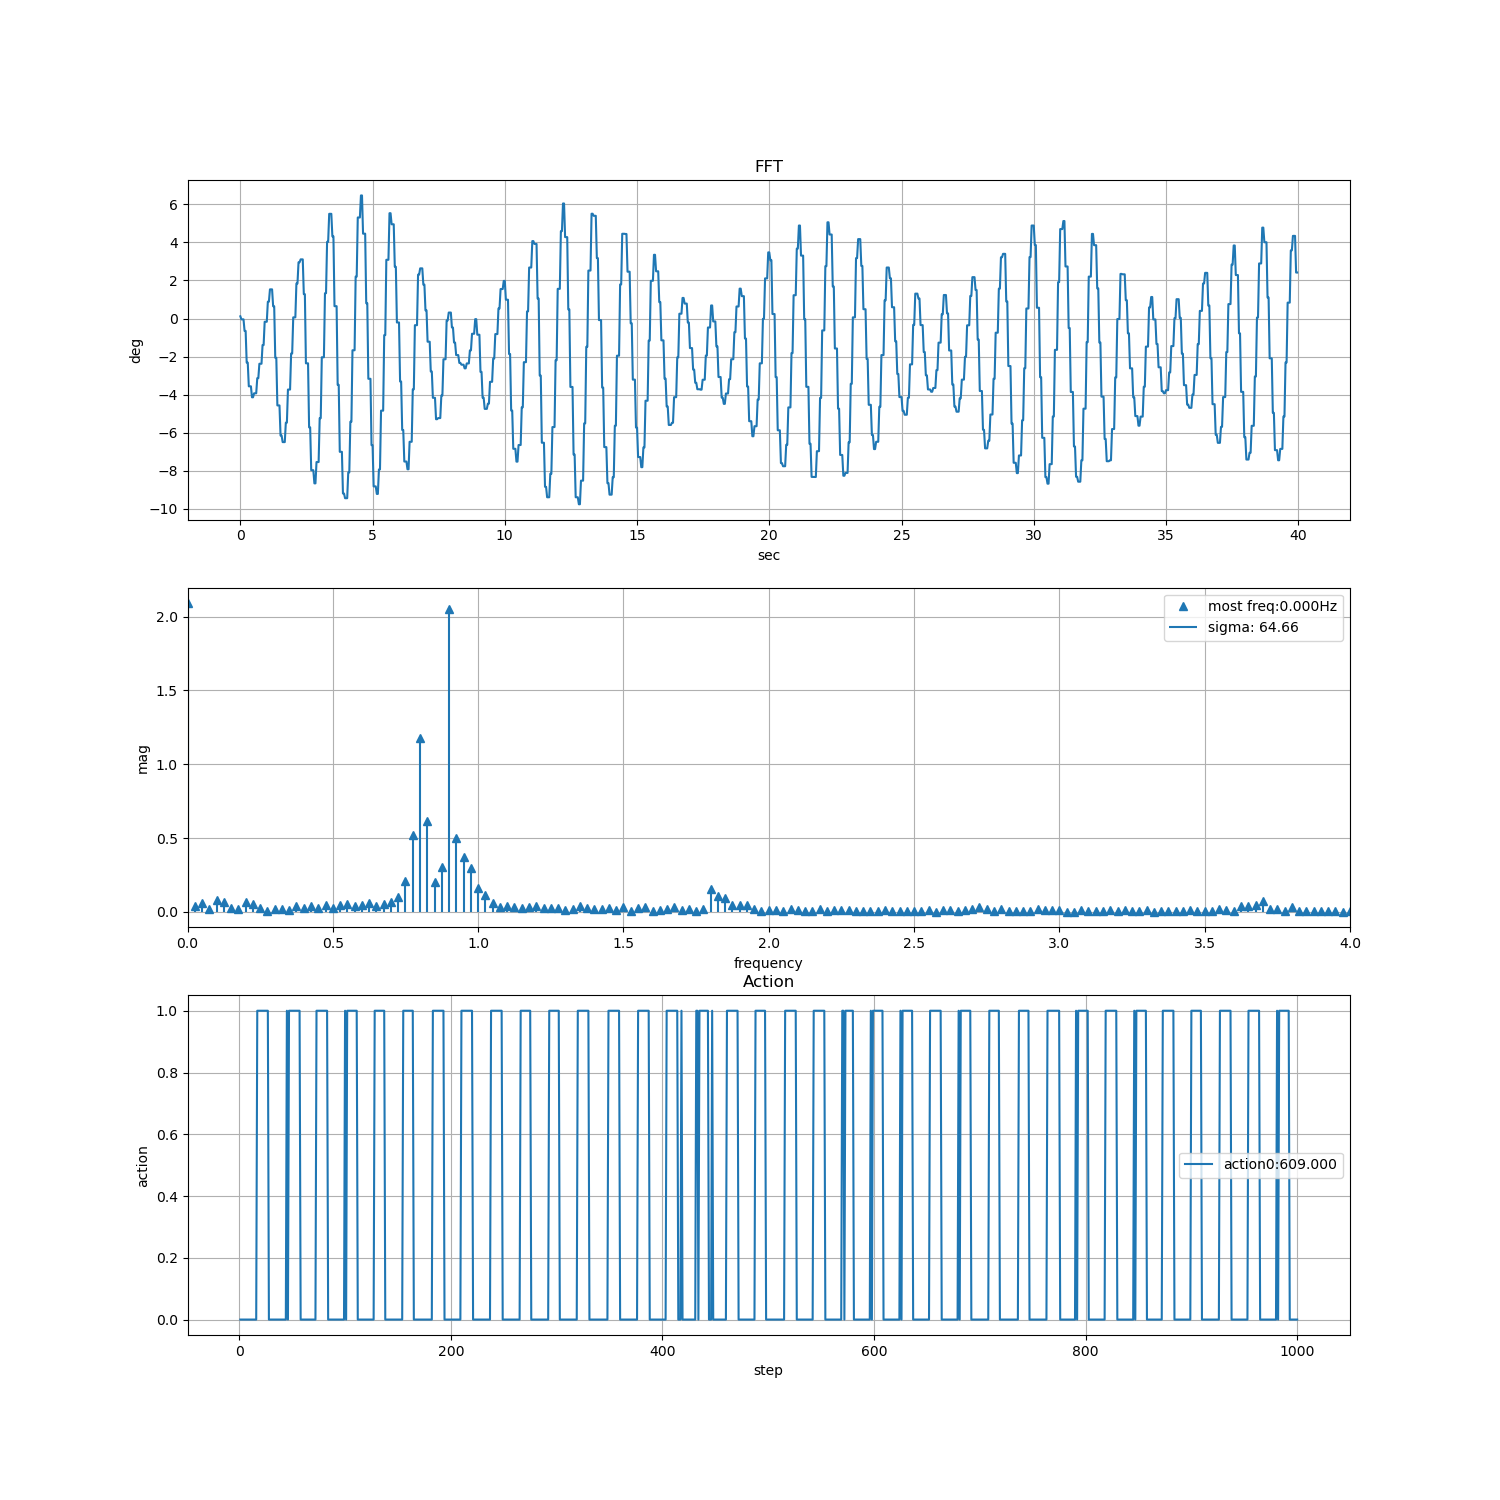 FFT
6
4
2
0
−2
−4
−6
−8
−10
deg
0 5 10 15 20 25 30 35 40
sec
most freq:0.000Hz
sigma: 64.66
2.0
1.5
1.0
0.5
0.0
mag
0.0 0.5 1.0 1.5 2.0 2.5 3.0 3.5 4.0
frequency
Action
1.0
0.8
0.6
0.4
0.2
0.0
action
action0:609.000
0 200 400 600 800 1000
step